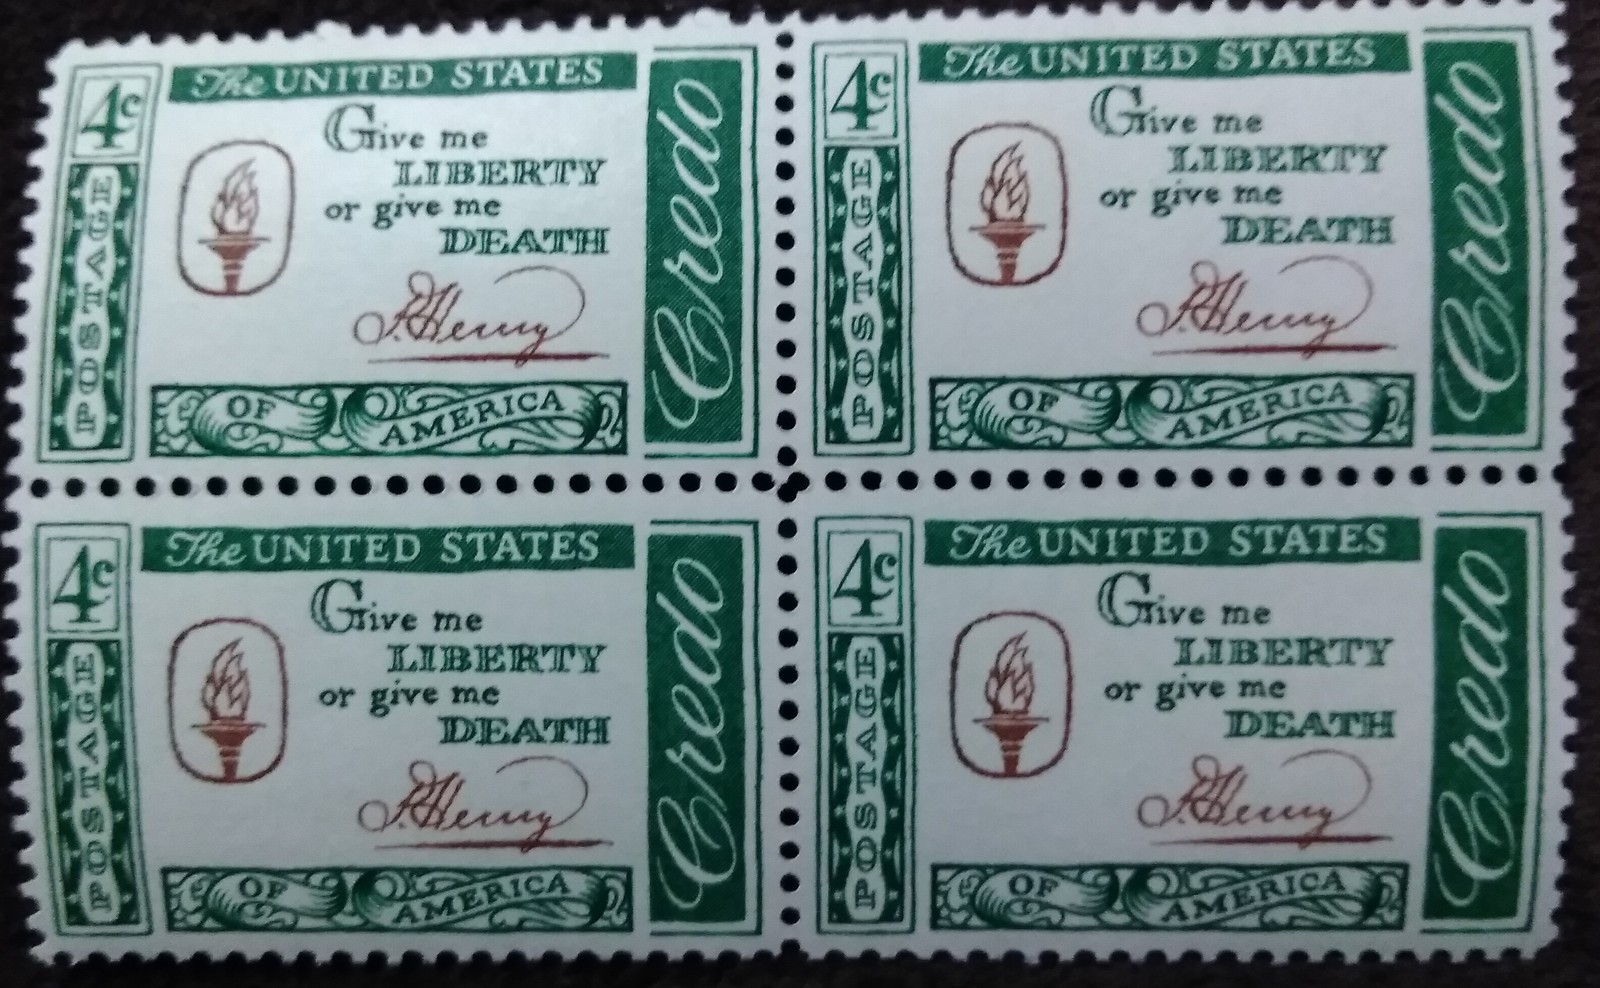 4c
POSTAGE
The UNITED STATES
Give me
LIBERTY
or give me
DEATH
P. Henry
OF AMERICA
Credo
4c
POSTAGE
The UNITED STATES
Give me
LIBERTY
or give me
DEATH
P. Henry
OF AMERICA
Credo
4c
POSTAGE
The UNITED STATES
Give me
LIBERTY
or give me
DEATH
P. Henry
OF AMERICA
Credo
4c
POSTAGE
The UNITED STATES
Give me
LIBERTY
or give me
DEATH
P. Henry
OF AMERICA
Credo